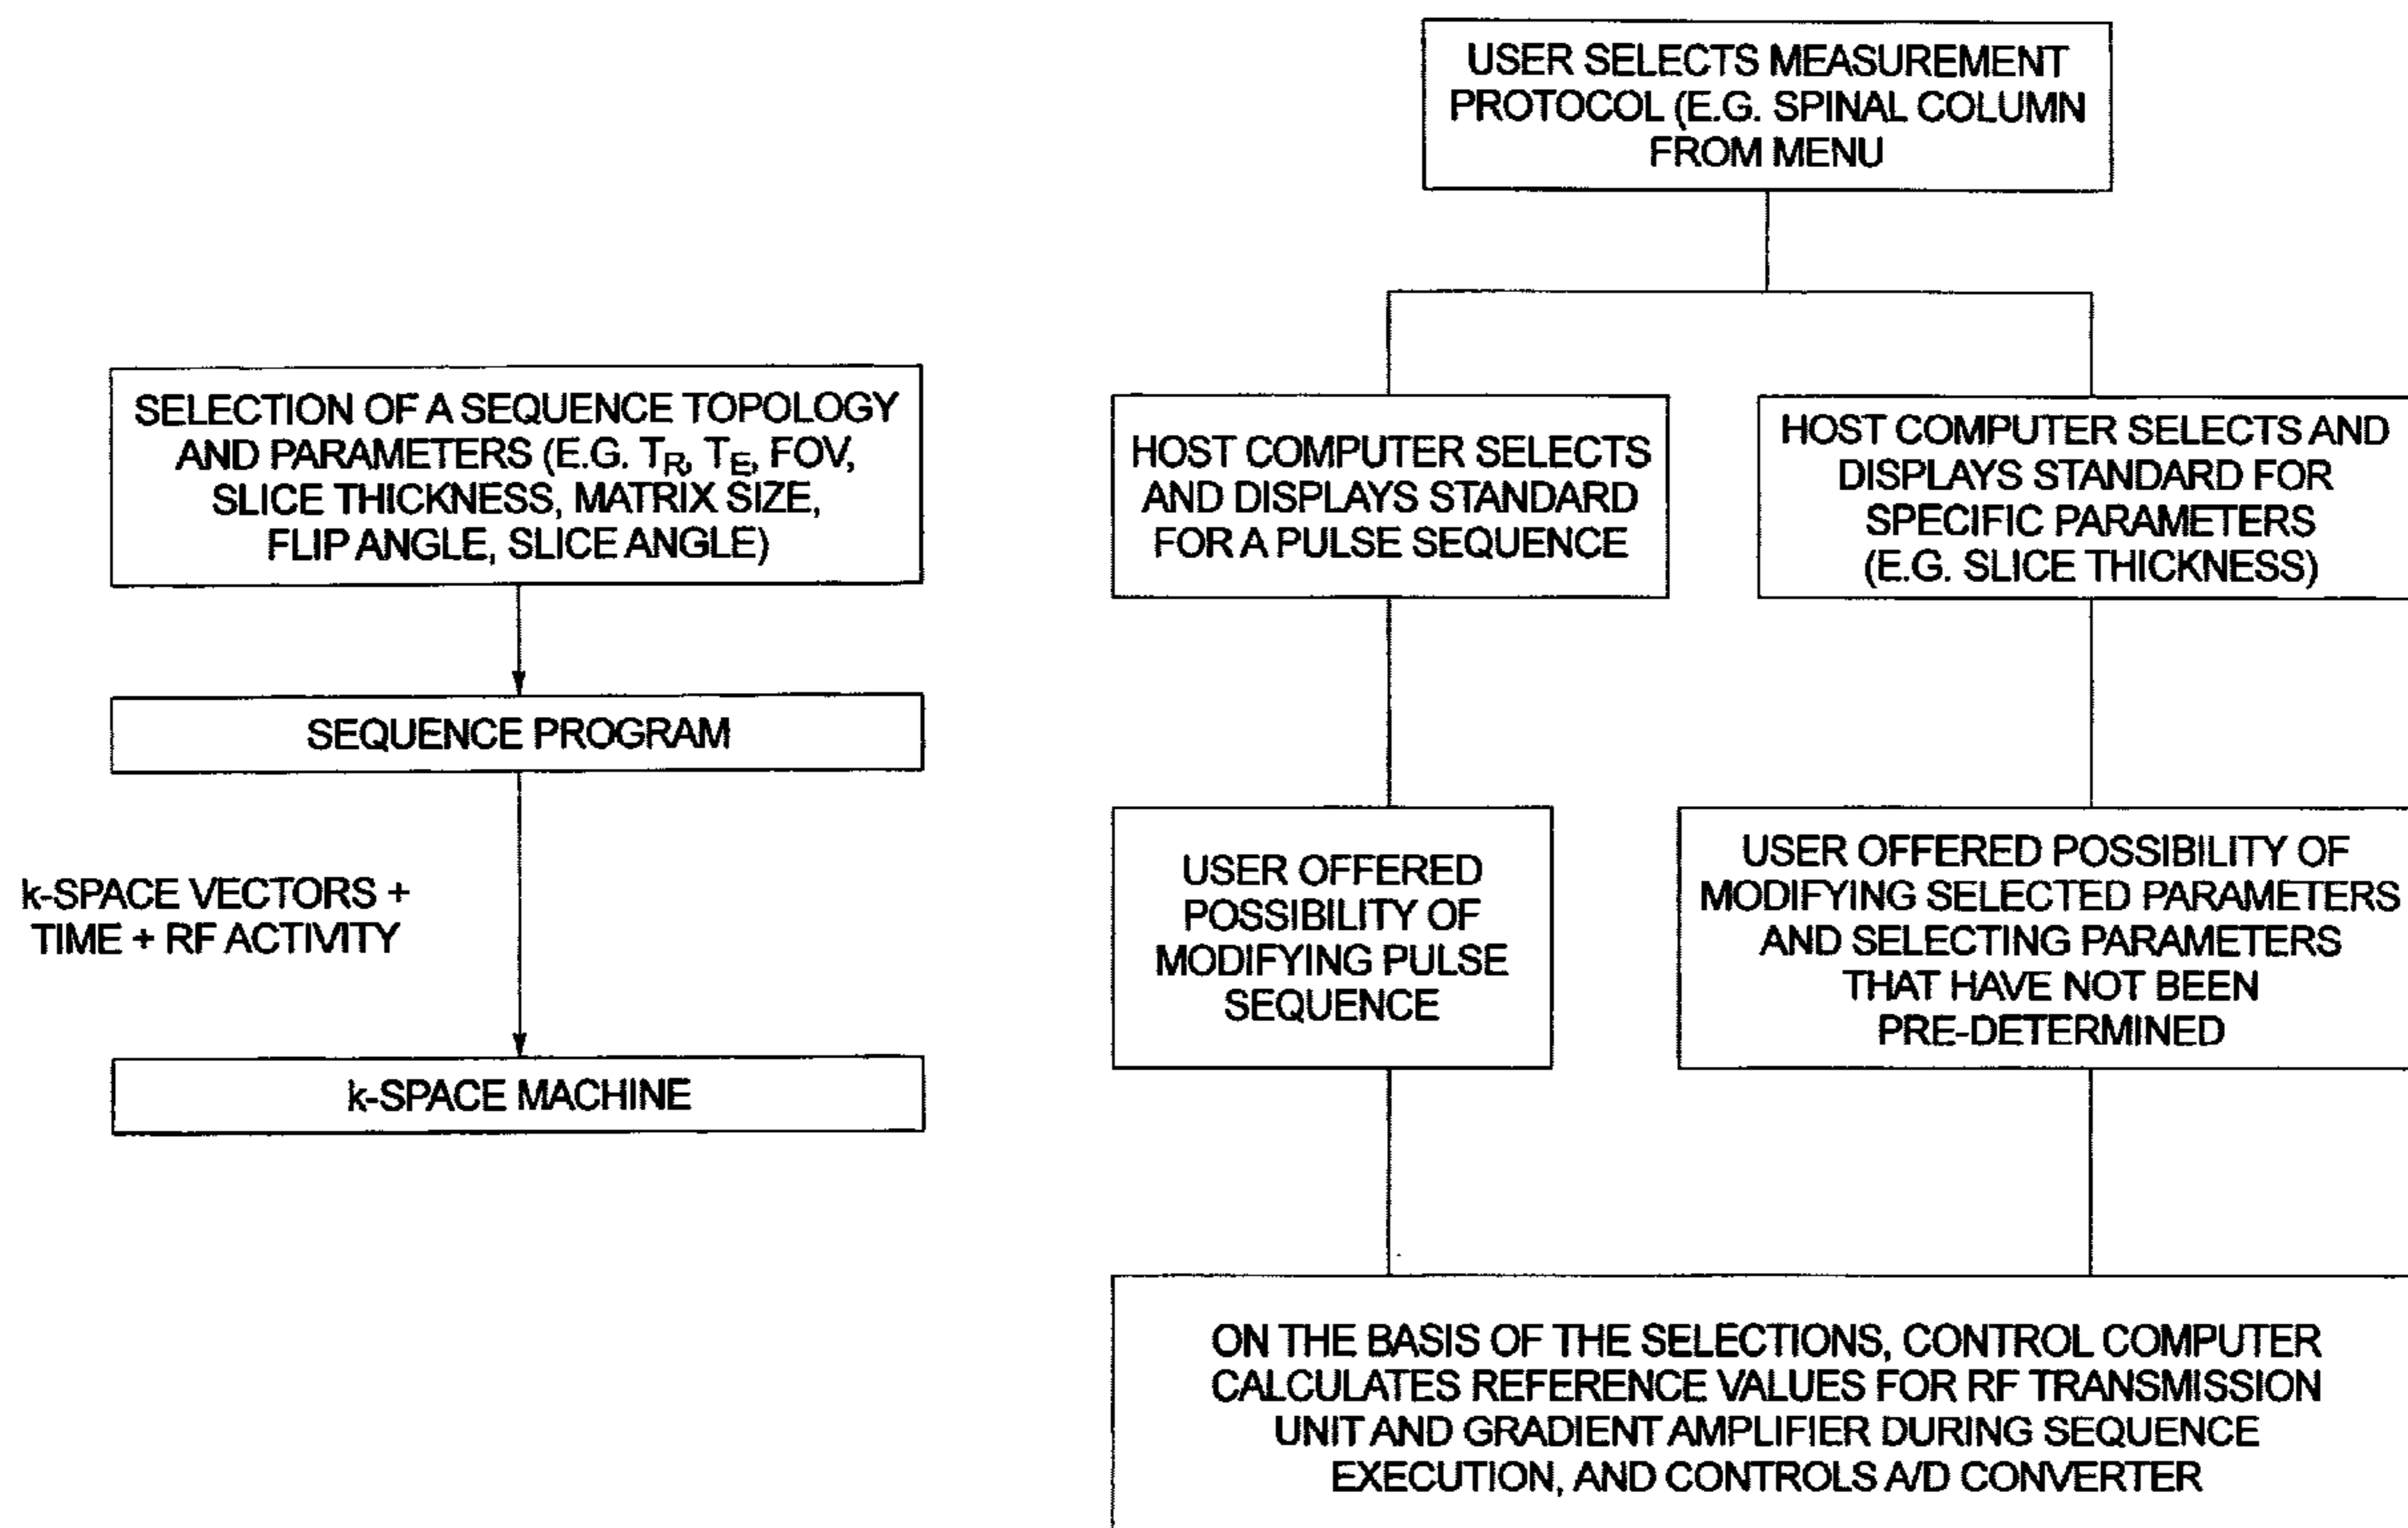 SELECTION OF A SEQUENCE TOPOLOGY
AND PARAMETERS (E.G. TR, TE, FOV,
SLICE THICKNESS, MATRIX SIZE,
FLIP ANGLE, SLICE ANGLE)
SEQUENCE PROGRAM
k-SPACE VECTORS +
TIME + RF ACTIVITY
k-SPACE MACHINE
USER SELECTS MEASUREMENT
PROTOCOL (E.G. SPINAL COLUMN
FROM MENU
HOST COMPUTER SELECTS
AND DISPLAYS STANDARD
FOR A PULSE SEQUENCE
HOST COMPUTER SELECTS AND
DISPLAYS STANDARD FOR
SPECIFIC PARAMETERS
(E.G. SLICE THICKNESS)
USER OFFERED
POSSIBILITY OF
MODIFYING PULSE
SEQUENCE
USER OFFERED POSSIBILITY OF
MODIFYING SELECTED PARAMETERS
AND SELECTING PARAMETERS
THAT HAVE NOT BEEN
PRE-DETERMINED
ON THE BASIS OF THE SELECTIONS, CONTROL COMPUTER
CALCULATES REFERENCE VALUES FOR RF TRANSMISSION
UNIT AND GRADIENT AMPLIFIER DURING SEQUENCE
EXECUTION, AND CONTROLS A/D CONVERTER